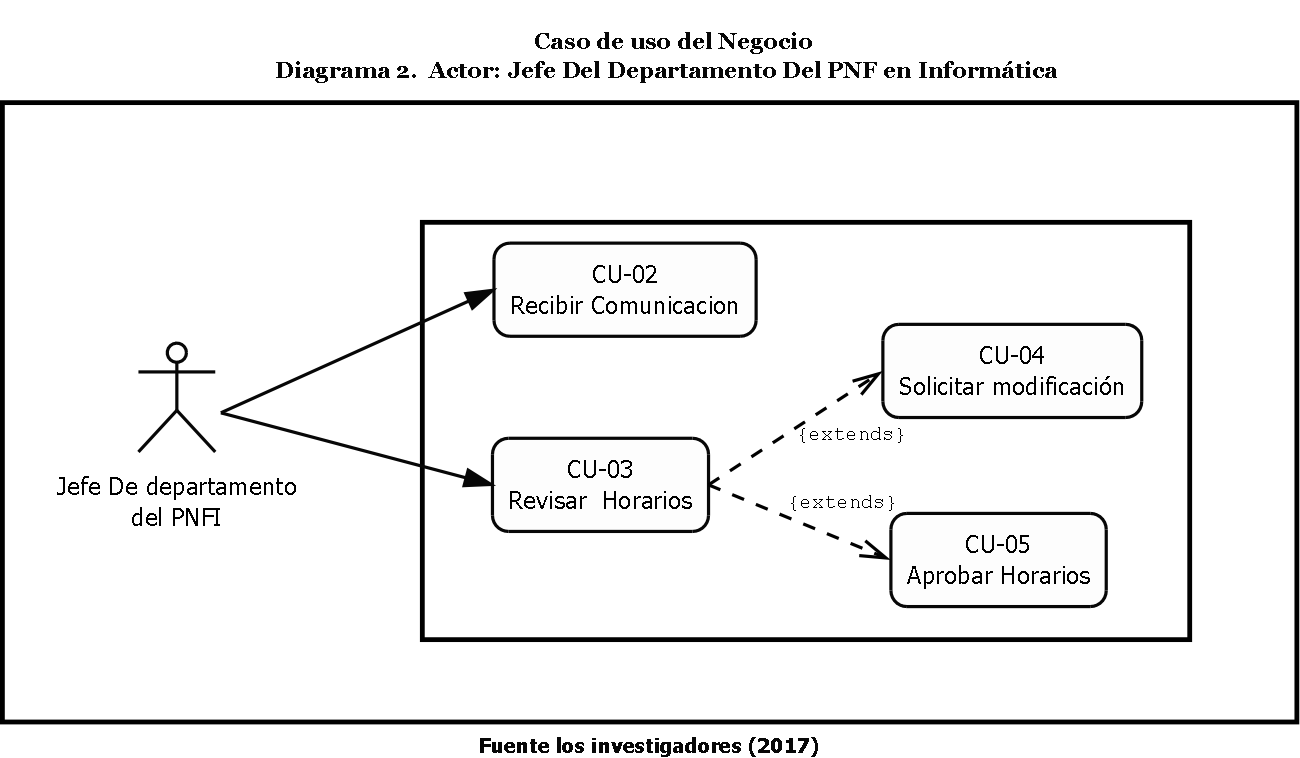 Caso de uso del Negocio
Diagrama 2. Actor: Jefe Del Departamento Del PNF en Informática
CU-02
Recibir Comunicacion
CU-04
Solicitar modificación
{extends}
CU-03
Revisar Horarios
{extends}
Jefe De departamento
del PNFI
CU-05
Aprobar Horarios
Fuente los investigadores (2017)